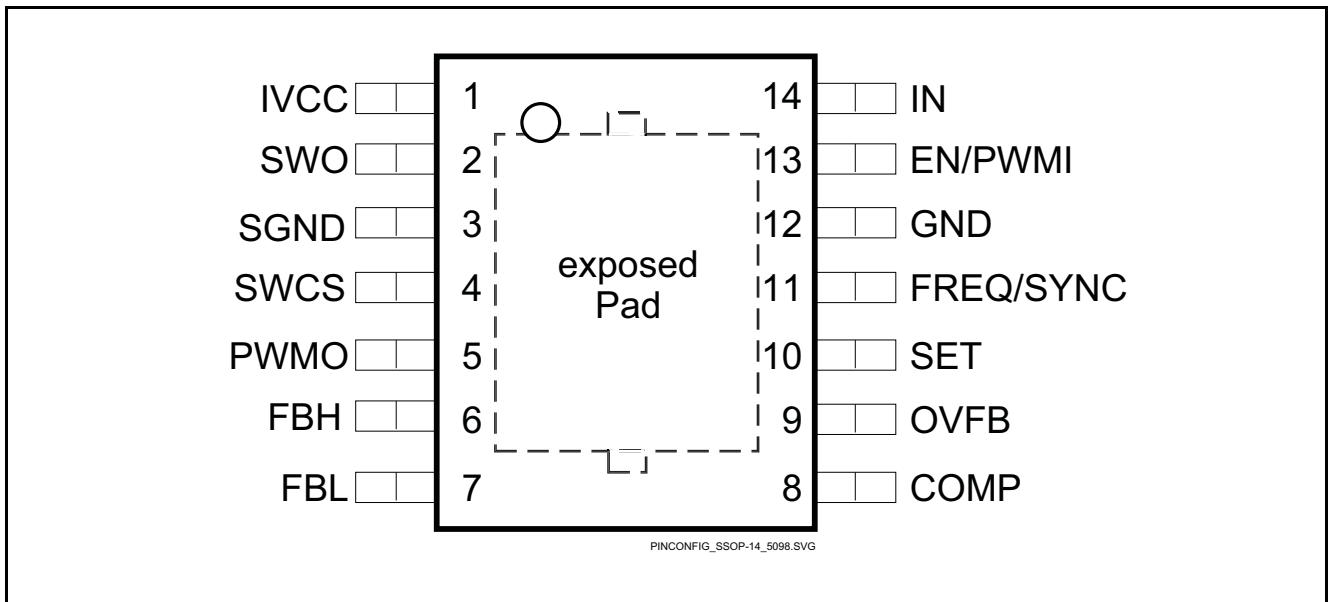 IVCC 1 14 IN
SWO 2 13 EN/PWMI
SGND 3 12 GND
SWCS 4 11 FREQ/SYNC
exposed
Pad
PWMO 5 10 SET
FBH 6 9 OVFB
FBL 7 8 COMP
PINCONFIG_SSOP-14_5098.SVG